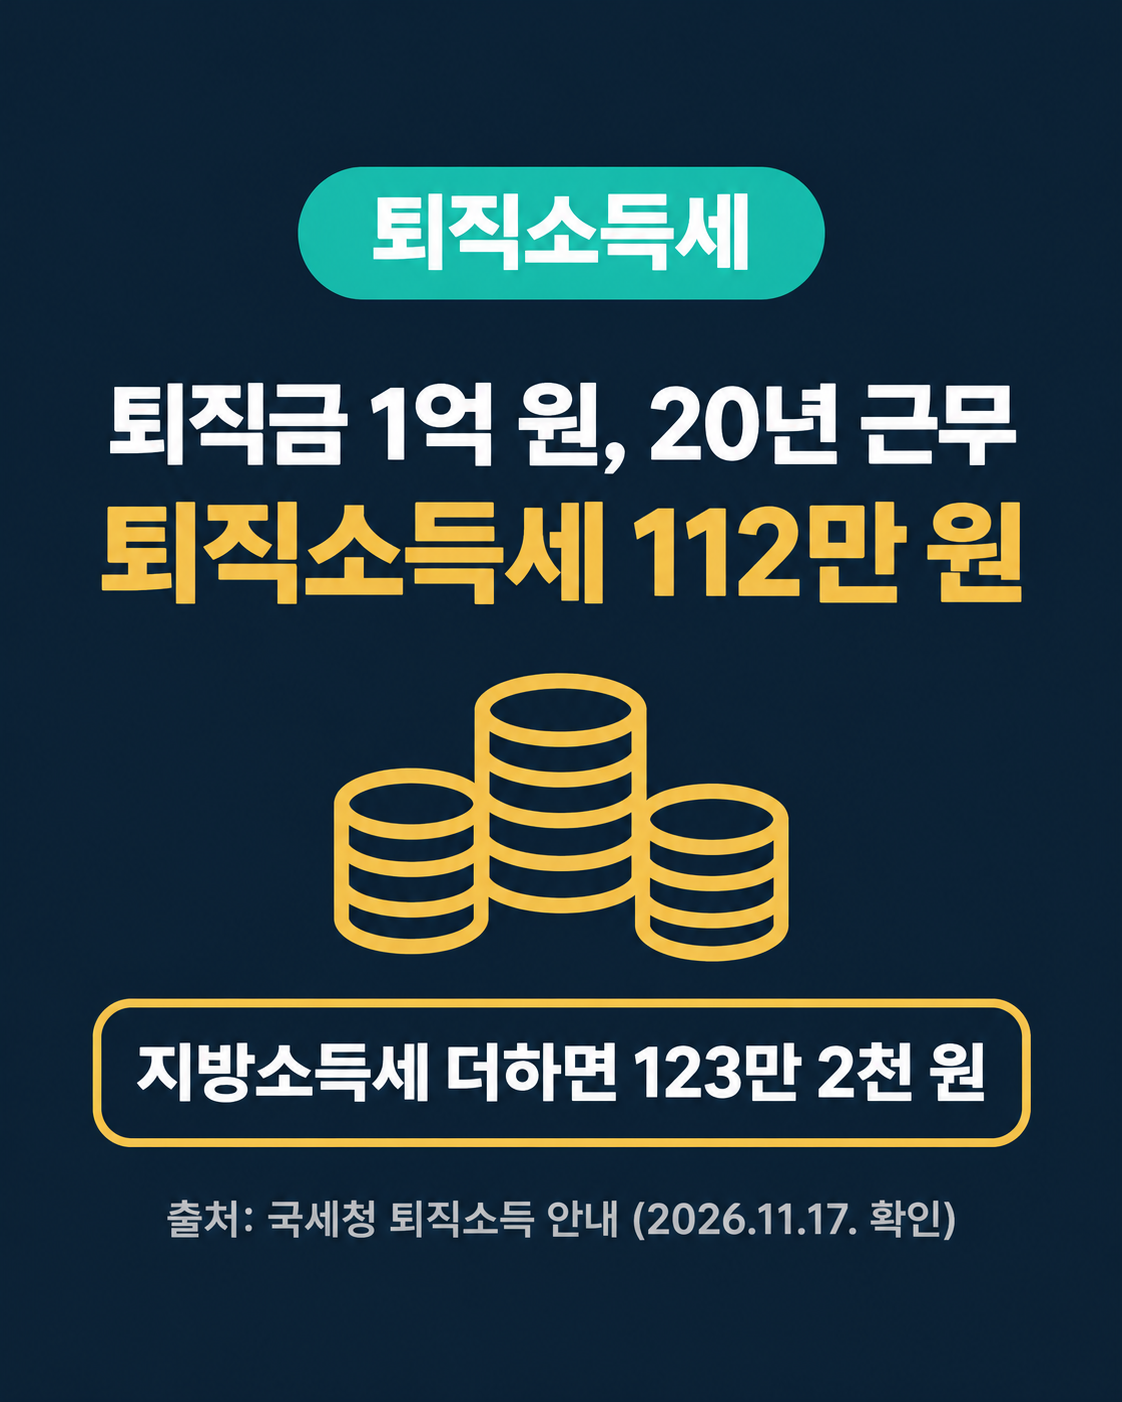 퇴직소득세
퇴직금 1억 원, 20년 근무
퇴직소득세 112만 원
지방소득세 더하면 123만 2천 원
출처: 국세청 퇴직소득 안내 (2026.11.17. 확인)